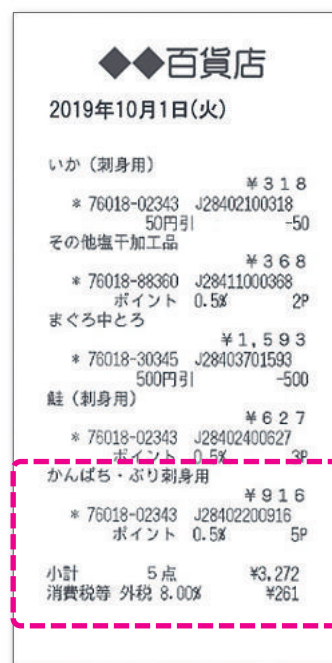 ◆◆百貨店
2019年10月1日(火)
いか（刺身用）
¥318
* 76018-02343 J28402100318
50円引 -50
その他塩干加工品
¥368
* 76018-88360 J28411000368
ポイント 0.5% 2P
まぐろ中とろ
¥1,593
* 76018-30345 J28403701593
500円引 -500
鮭（刺身用）
¥627
* 76018-02343 J28402400627
ポイント 0.5% 3P
かんぱち・ぶり刺身用
¥916
* 76018-02343 J28402200916
ポイント 0.5% 5P
小計 5点 ¥3,272
消費税等 外税 8.00% ¥261